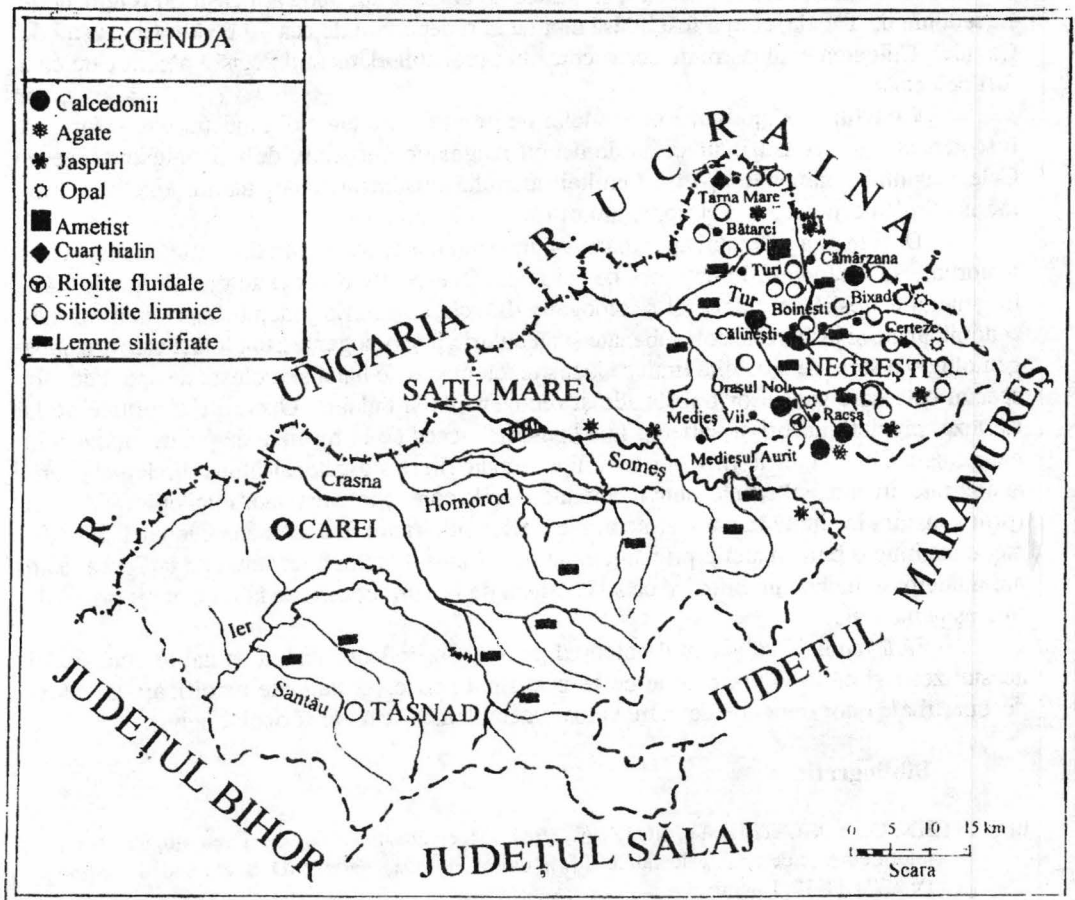 LEGENDA
Calcedonii
Agate
Jaspuri
Opal
Ametist
Cuarț hialin
Riolite fluidale
Silicolite limnice
Lemne silicifiate
R. UCRAINA
R. UNGARIA
Tarna Mare
Bătarci
Cămârzana
Turț
Tur
Bixad
Boinești
Călinești
Certeze
NEGREȘTI
SATU MARE
Orașul Nou
Medieș Vii.
Racșa
Medieșul Aurit
Someș
Crasna
Homorod
CAREI
Ier
Santău
TĂȘNAD
JUDEȚUL MARAMUREȘ
JUDEȚUL BIHOR
JUDEȚUL SĂLAJ
0 5 10 15 km
Scara